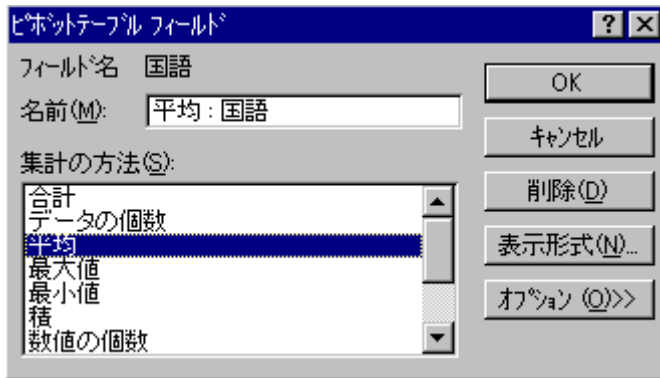 ﾋﾟﾎﾞｯﾄﾃｰﾌﾞﾙ ﾌｨｰﾙﾄﾞ
ﾌｨｰﾙﾄﾞ名 国語
名前(M): 平均 : 国語
集計の方法(S):
合計
データの個数
平均
最大値
最小値
積
数値の個数
OK
ｷｬﾝｾﾙ
削除(D)
表示形式(N)...
ｵﾌﾟｼｮﾝ (O)>>